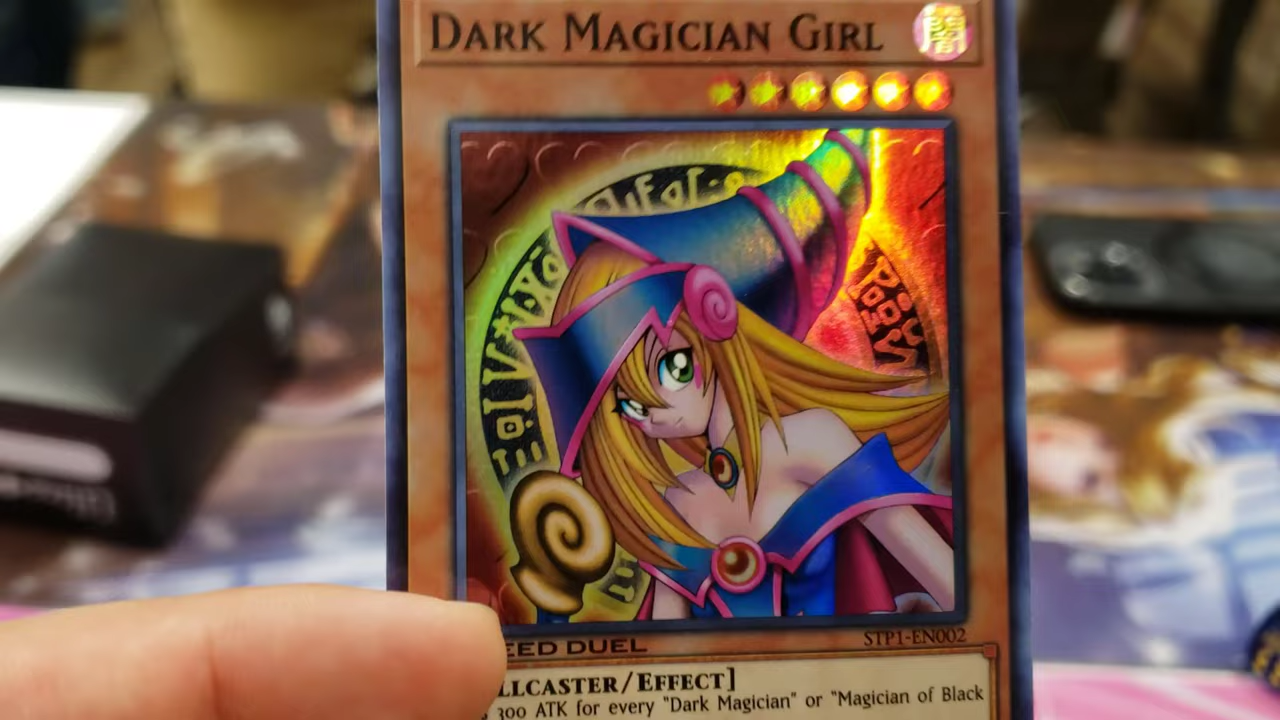 DARK MAGICIAN GIRL 闇
STP1-EN002
EED DUEL
LLCASTER/EFFECT]
300 ATK for every "Dark Magician" or "Magician of Black